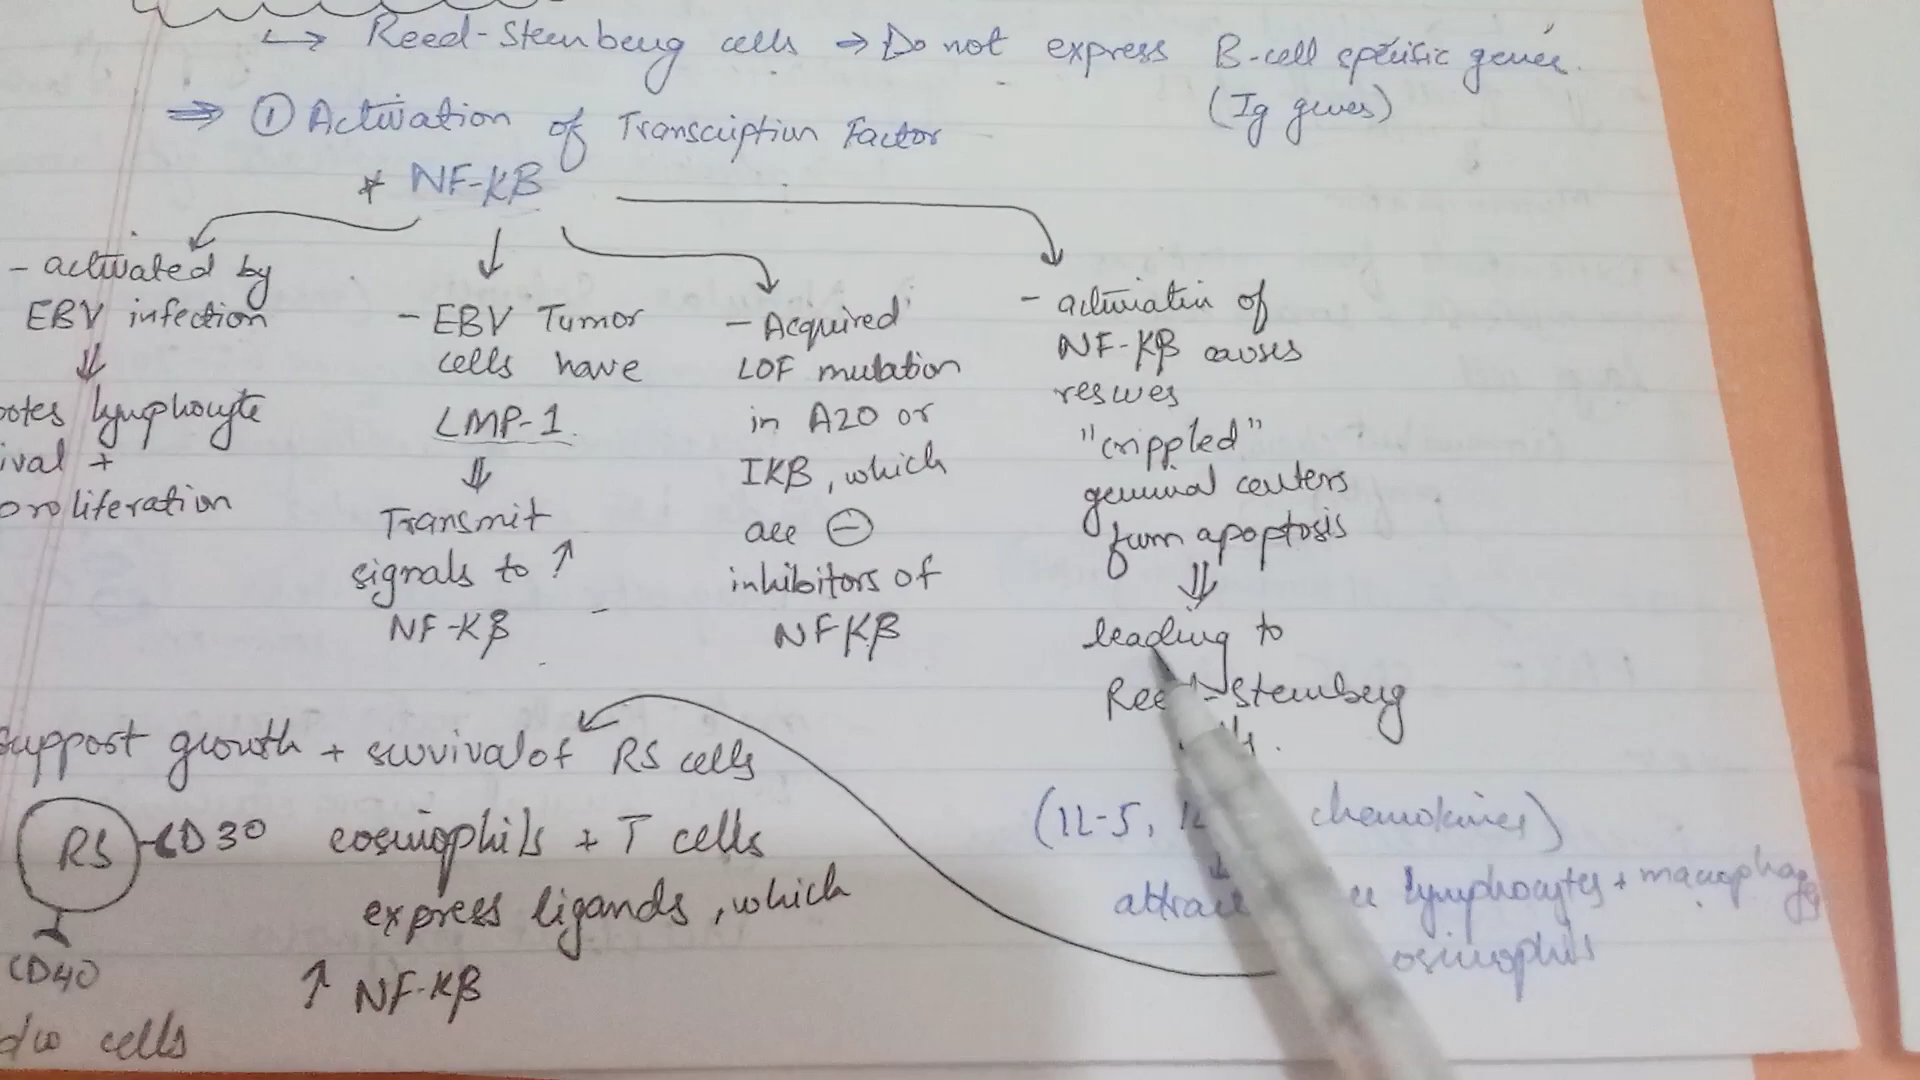 ↳ Reed-Sternberg cells ⇒ Do not express B-cell specific genes.
(Ig genes)
⇒ ① Activation of Transcription Factor
* NF-KB
- activated by
EBV infection
⇓
lymphocyte
+
proliferation
- EBV Tumor
cells have
LMP-1.
⇓
Transmit
signals to ↑
NF-Kβ
- Acquired
LOF mutation
in A20 or
IKB, which
are ⊖
inhibitors of
NFKβ
- activation of
NF-Kβ causes
rescues
"crippled"
germinal centers
from apoptosis
⇓
leading to
Reed-Sternberg
support growth + survival of RS cells
RS -CD30
CD40
eosinophils + T cells
express ligands, which
↑ NF-Kβ
cells
(IL-5, chemokines)
lymphocytes + macrophages